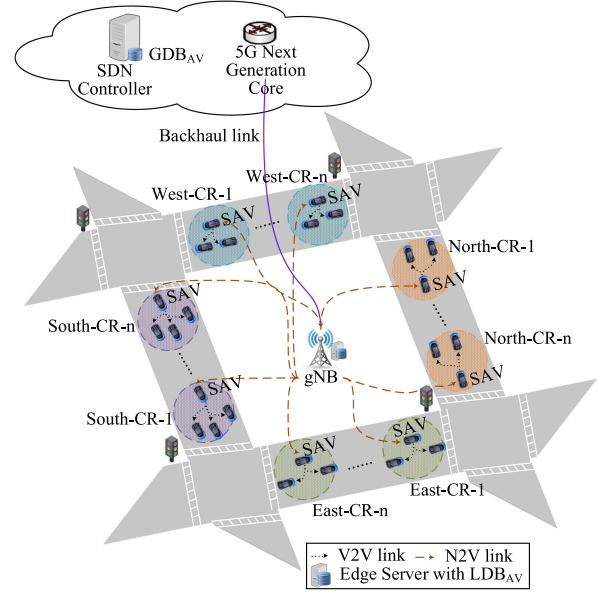 GDB_AV
SDN
Controller
5G Next
Generation
Core
Backhaul link
West-CR-1
West-CR-n
SAV
SAV
North-CR-1
SAV
South-CR-n
SAV
North-CR-n
SAV
gNB
South-CR-1
SAV
SAV
SAV
East-CR-1
East-CR-n
V2V link
N2V link
Edge Server with LDB_AV